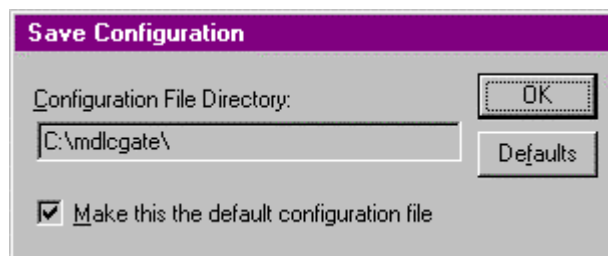 Save Configuration
Configuration File Directory:
OK
C:\mdlcgate\
Defaults
Make this the default configuration file